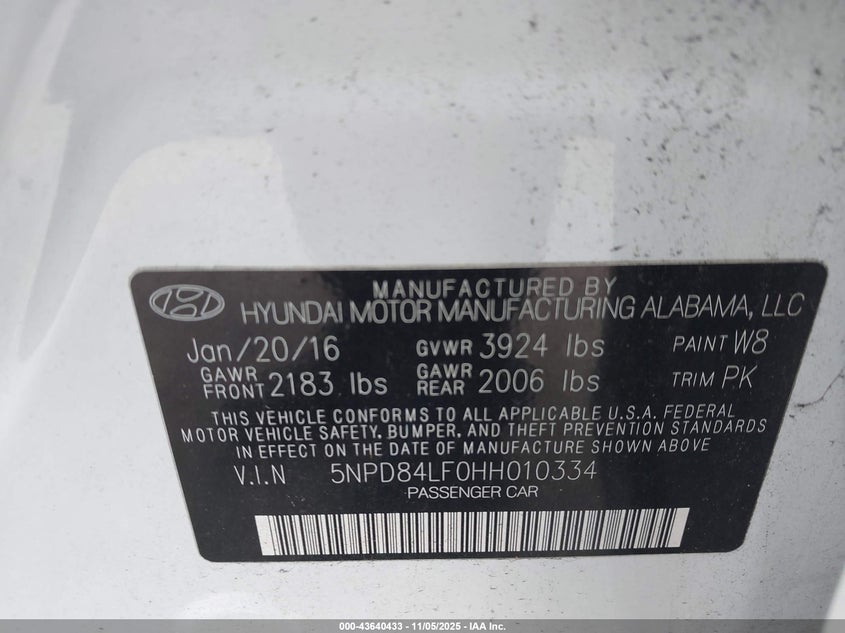 MANUFACTURED BY
HYUNDAI MOTOR MANUFACTURING ALABAMA, LLC
Jan/20/16 GVWR 3924 lbs PAINT W8
GAWR FRONT 2183 lbs GAWR REAR 2006 lbs TRIM PK
THIS VEHICLE CONFORMS TO ALL APPLICABLE U.S.A. FEDERAL
MOTOR VEHICLE SAFETY, BUMPER, AND THEFT PREVENTION STANDARDS
IN EFFECT ON THE DATE OF MANUFACTURE SHOWN ABOVE
V.I.N 5NPD84LF0HH010334
PASSENGER CAR
000-43640433 - 11/05/2025 - IAA Inc.